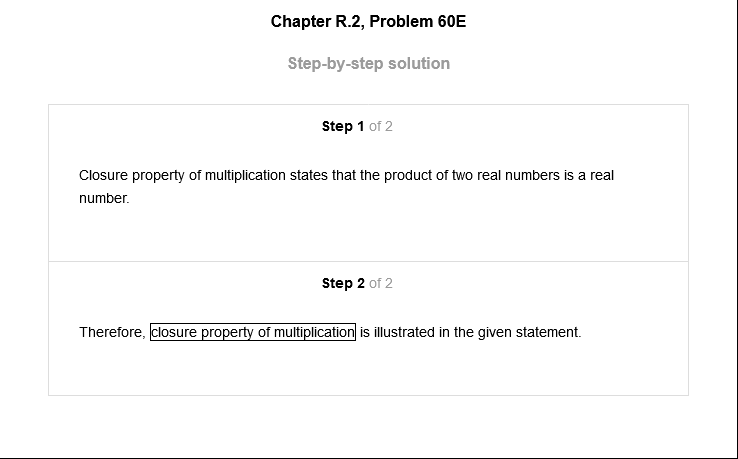 Chapter R.2, Problem 60E
Step-by-step solution
Step 1 of 2
Closure property of multiplication states that the product of two real numbers is a real
number.
Step 2 of 2
Therefore, closure property of multiplication is illustrated in the given statement.